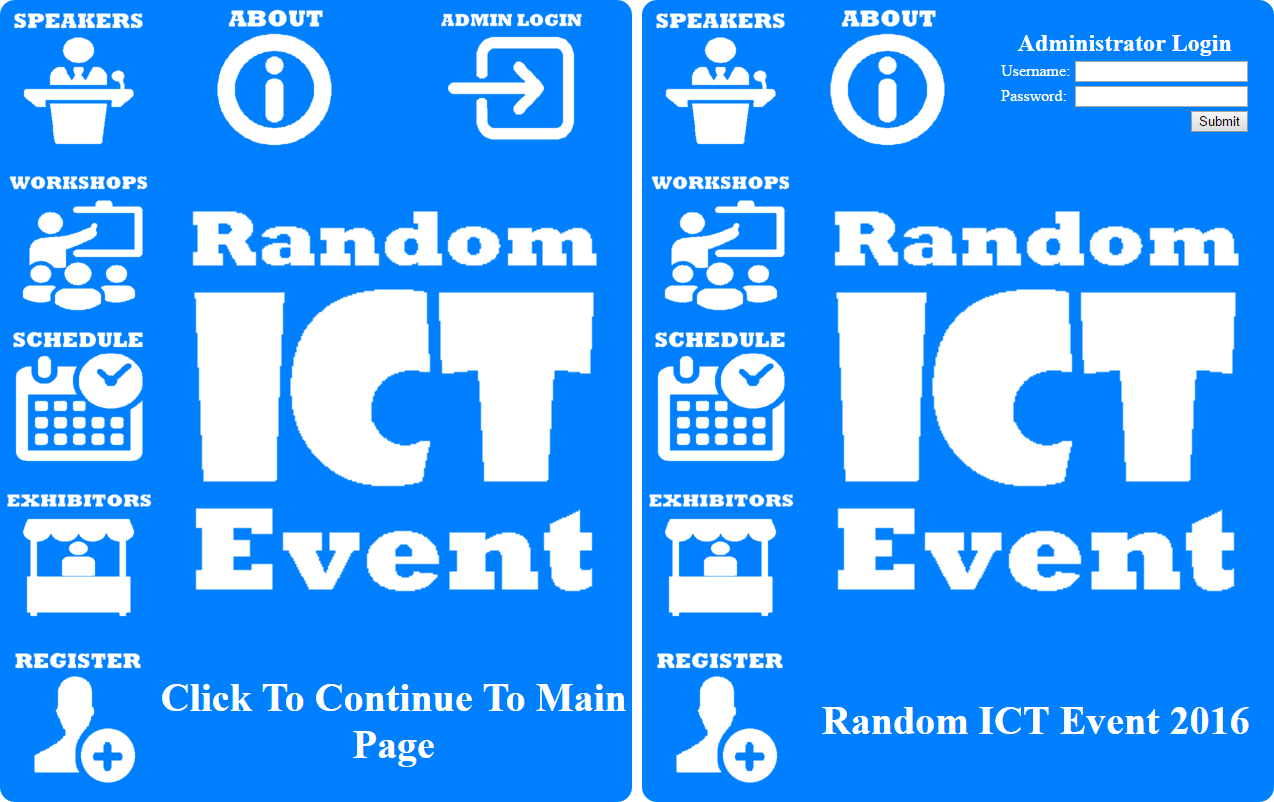 SPEAKERS
ABOUT
ADMIN LOGIN
WORKSHOPS
Random
ICT
Event
SCHEDULE
EXHIBITORS
REGISTER
Click To Continue To Main
Page
SPEAKERS
ABOUT
Administrator Login
Username:
Password:
Submit
WORKSHOPS
Random
ICT
Event
SCHEDULE
EXHIBITORS
REGISTER
Random ICT Event 2016